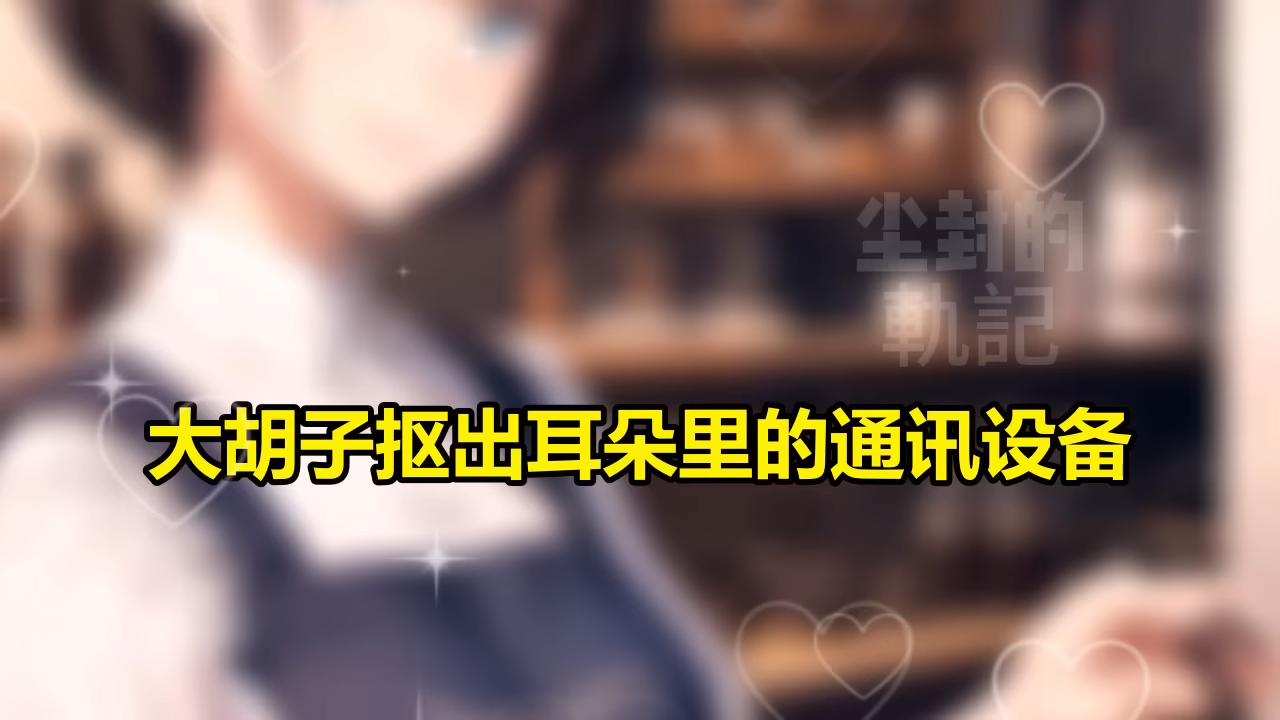 尘封的
軌記
大胡子抠出耳朵里的通讯设备